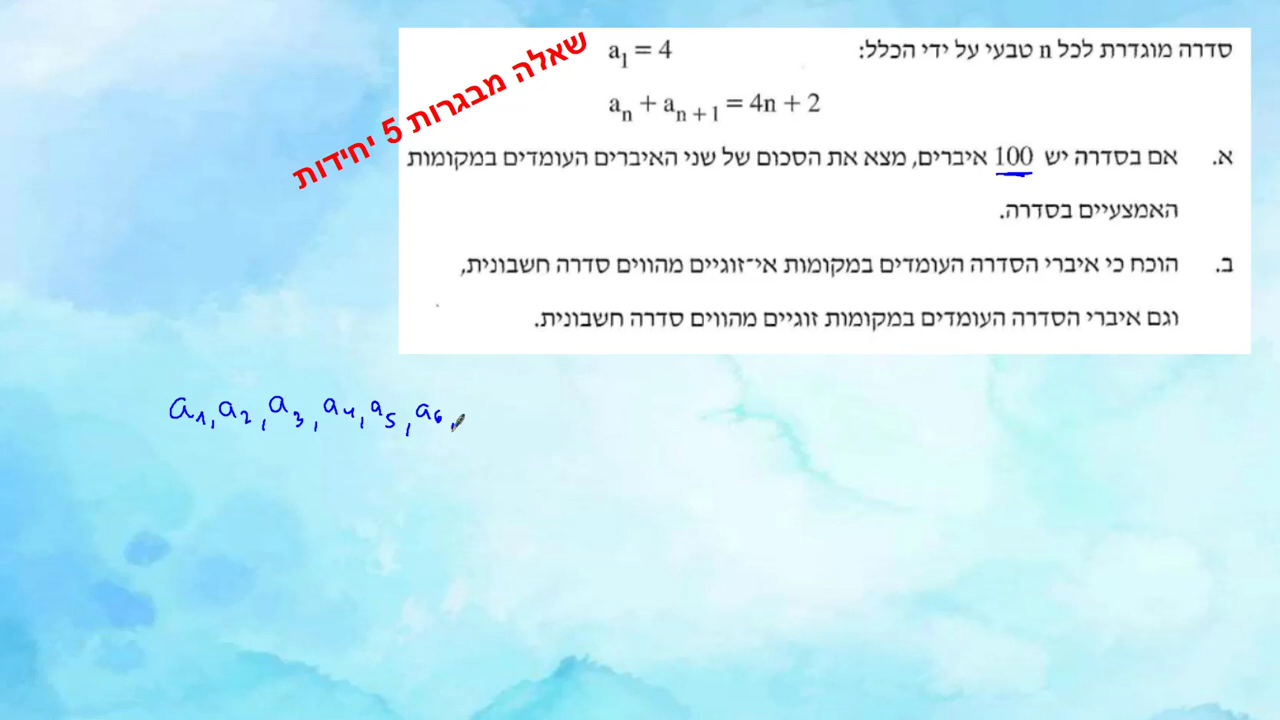 שאלה מבגרות 5 יחידות
סדרה מוגדרת לכל n טבעי על ידי הכלל: a₁ = 4
aₙ + aₙ ₊ ₁ = 4n + 2
א. אם בסדרה יש 100 איברים, מצא את הסכום של שני האיברים העומדים במקומות
האמצעיים בסדרה.
ב. הוכח כי איברי הסדרה העומדים במקומות אי־זוגיים מהווים סדרה חשבונית,
וגם איברי הסדרה העומדים במקומות זוגיים מהווים סדרה חשבונית.
a₁, a₂, a₃, a₄, a₅, a₆,